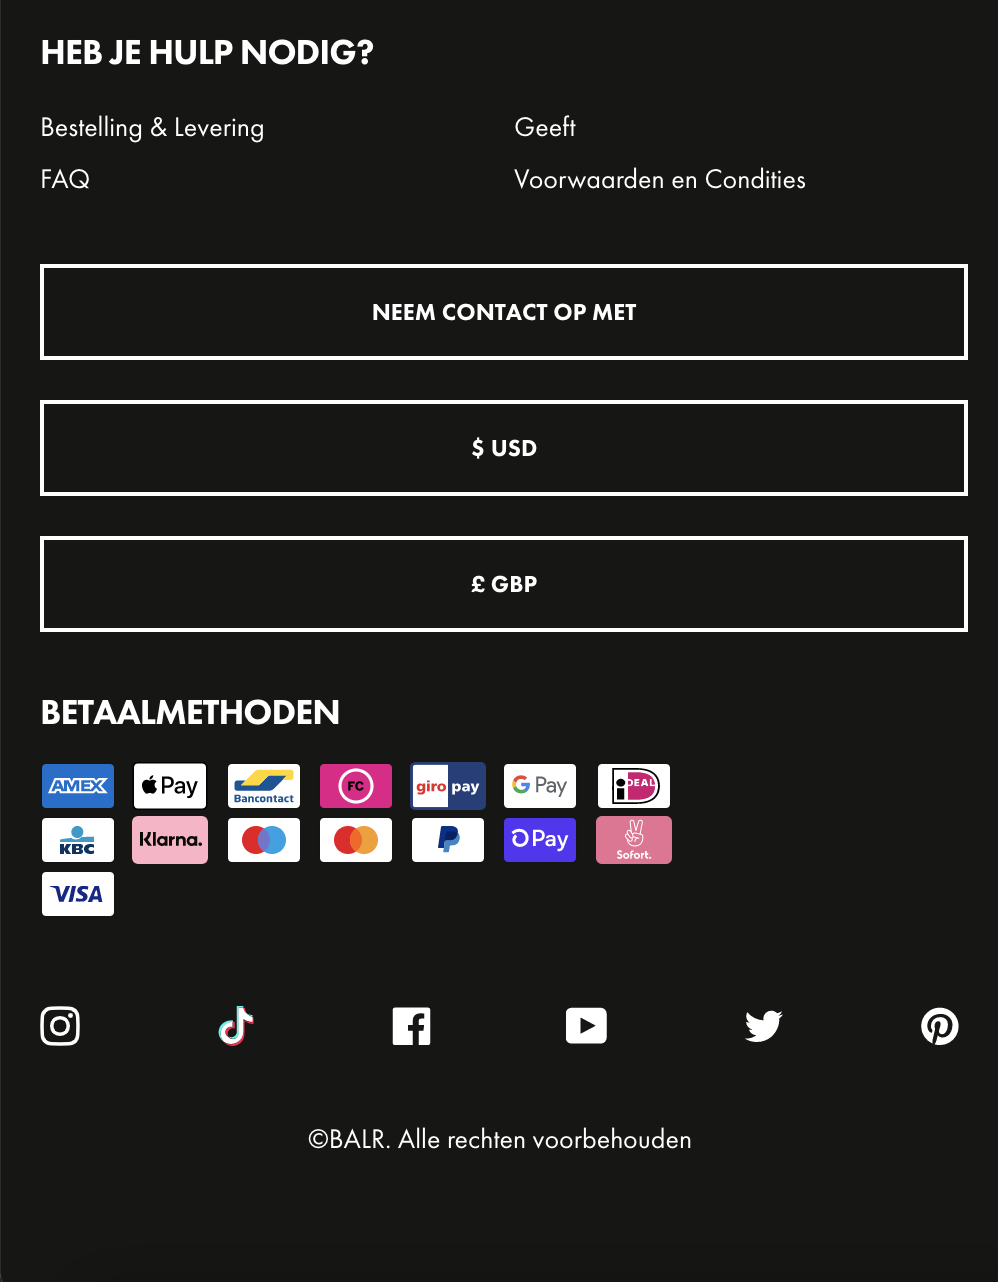 HEB JE HULP NODIG?
Bestelling & Levering
Geeft
FAQ
Voorwaarden en Condities
NEEM CONTACT OP MET
$ USD
£ GBP
BETAALMETHODEN
AMEX Pay Bancontact FC giro pay G Pay iDEAL
KBC Klarna. P OPay Sofort.
VISA
©BALR. Alle rechten voorbehouden